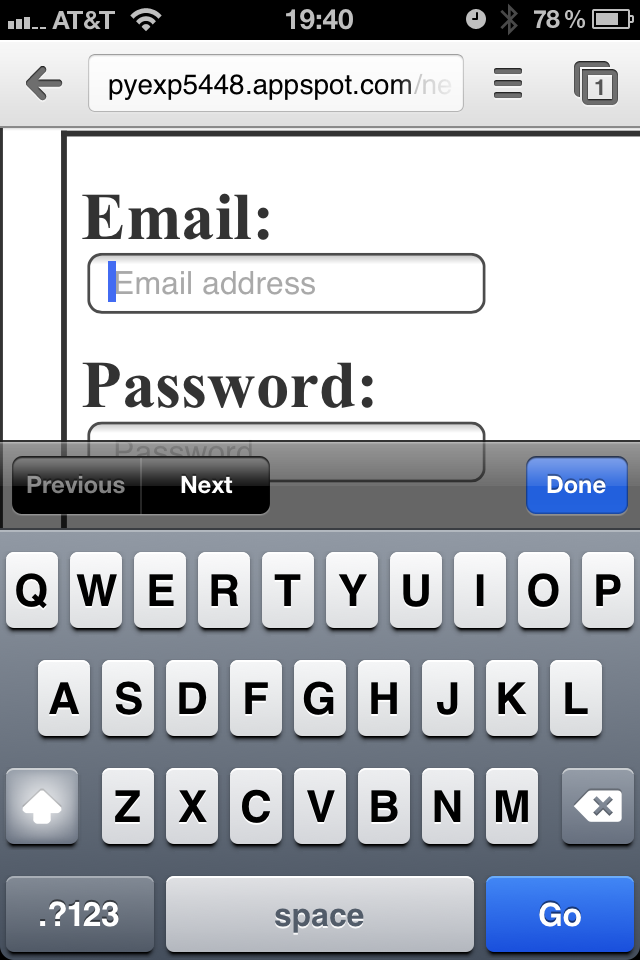 AT&T 19:40 78 %
pyexp5448.appspot.com/ne
1
Email:
Email address
Password:
Password
Previous Next Done
Q W E R T Y U I O P
A S D F G H J K L
Z X C V B N M
.?123 space Go